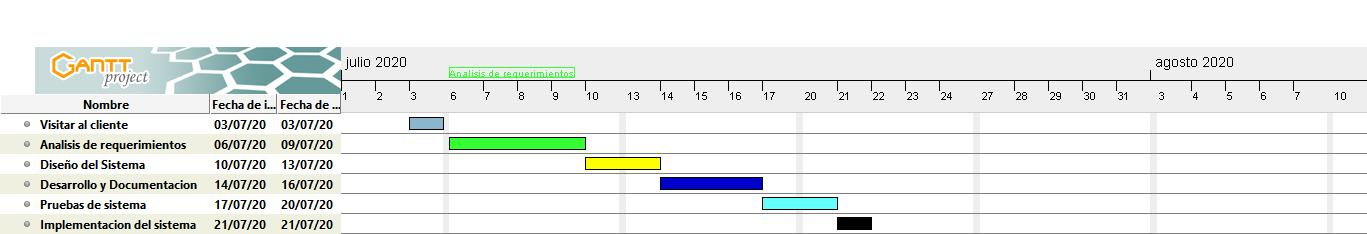 GANTT
project
julio 2020
agosto 2020
Analisis de requerimientos
1 2 3 6 7 8 9 10 13 14 15 16 17 20 21 22 23 24 27 28 29 30 31 3 4 5 6 7 10
Nombre Fecha de i... Fecha de ...
Visitar al cliente 03/07/20 03/07/20
Analisis de requerimientos 06/07/20 09/07/20
Diseño del Sistema 10/07/20 13/07/20
Desarrollo y Documentacion 14/07/20 16/07/20
Pruebas de sistema 17/07/20 20/07/20
Implementacion del sistema 21/07/20 21/07/20